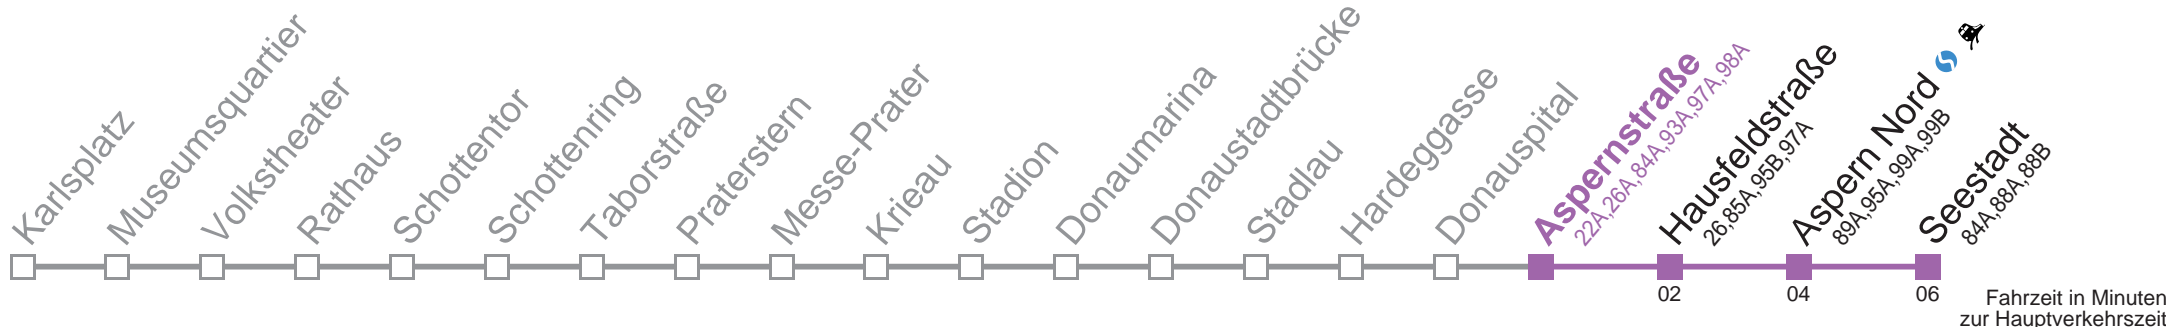 Karlsplatz
Museumsquartier
Volkstheater
Rathaus
Schottentor
Schottenring
Taborstraße
Praterstern
Messe-Prater
Krieau
Stadion
Donaumarina
Donaustadtbrücke
Stadlau
Hardeggasse
Donauspital
Aspernstraße
22A,26A,84A,93A,97A,98A
Hausfeldstraße
26,85A,95B,97A
Aspern Nord
89A,95A,99A,99B
Seestadt
84A,88A,88B
02
04
06
Fahrzeit in Minuten
zur Hauptverkehrszeit